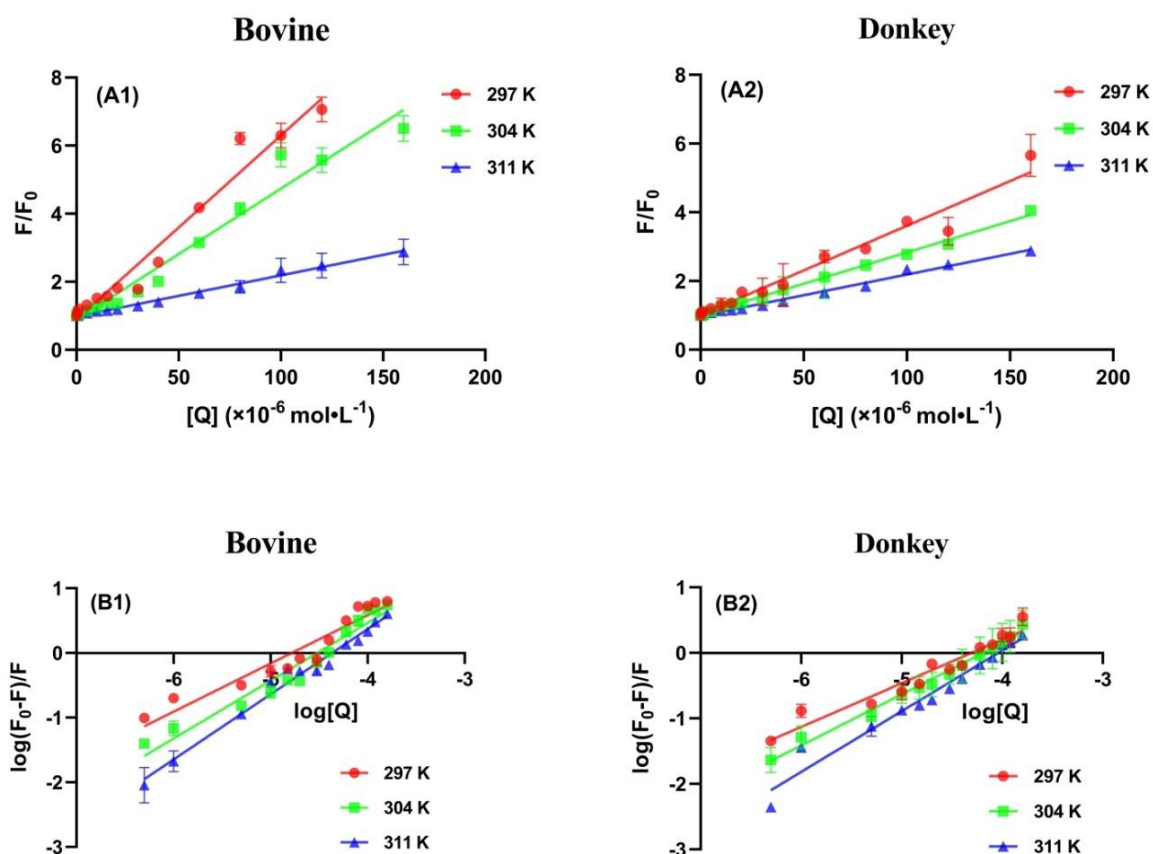 Bovine
Donkey
(A1)
297 K
304 K
311 K
F/F₀
8
6
4
2
0
0
50
100
150
200
[Q] (×10⁻⁶ mol•L⁻¹)
(A2)
297 K
304 K
311 K
F/F₀
8
6
4
2
0
0
50
100
150
200
[Q] (×10⁻⁶ mol•L⁻¹)
Bovine
Donkey
(B1)
log(F₀-F)/F
1
0
-1
-2
-3
-6
-5
-4
-3
log[Q]
297 K
304 K
311 K
(B2)
log(F₀-F)/F
1
0
-1
-2
-3
-6
-5
-4
-3
log[Q]
297 K
304 K
311 K